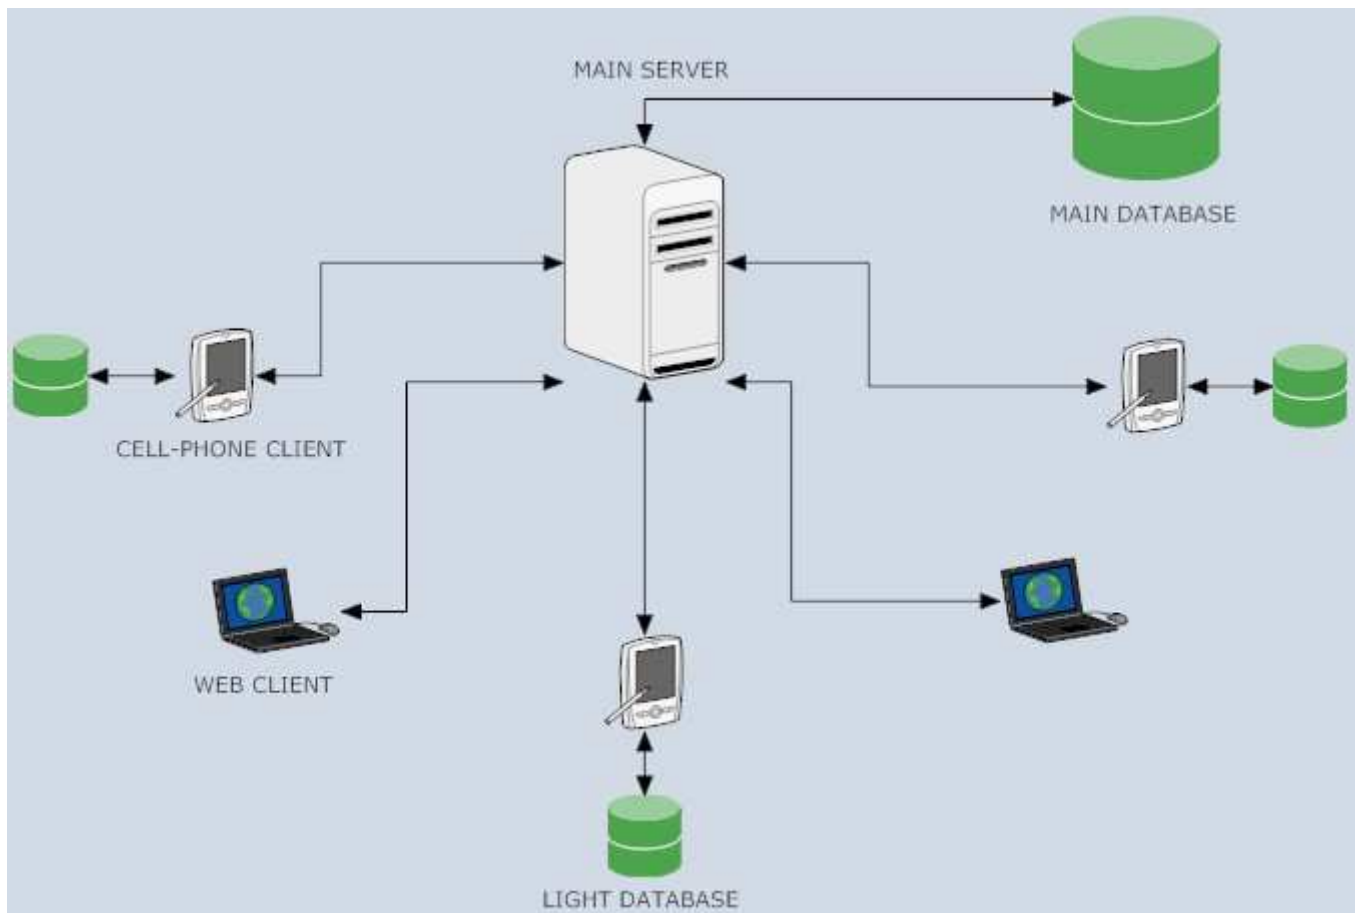 MAIN SERVER
MAIN DATABASE
CELL-PHONE CLIENT
WEB CLIENT
LIGHT DATABASE